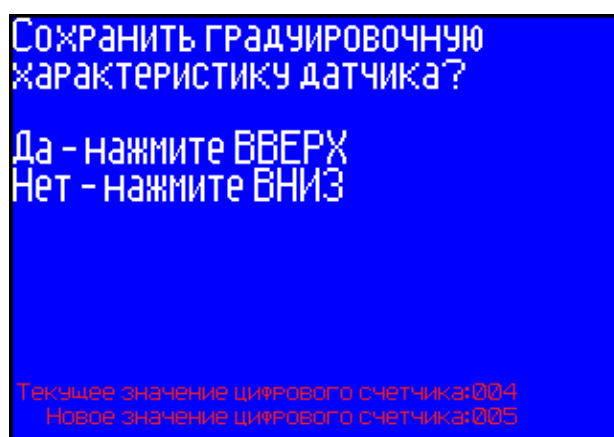 Сохранить градуировочную
характеристику датчика?
Да - нажмите ВВЕРХ
Нет - нажмите ВНИЗ
Текущее значение цифрового счетчика:004
Новое значение цифрового счетчика:005